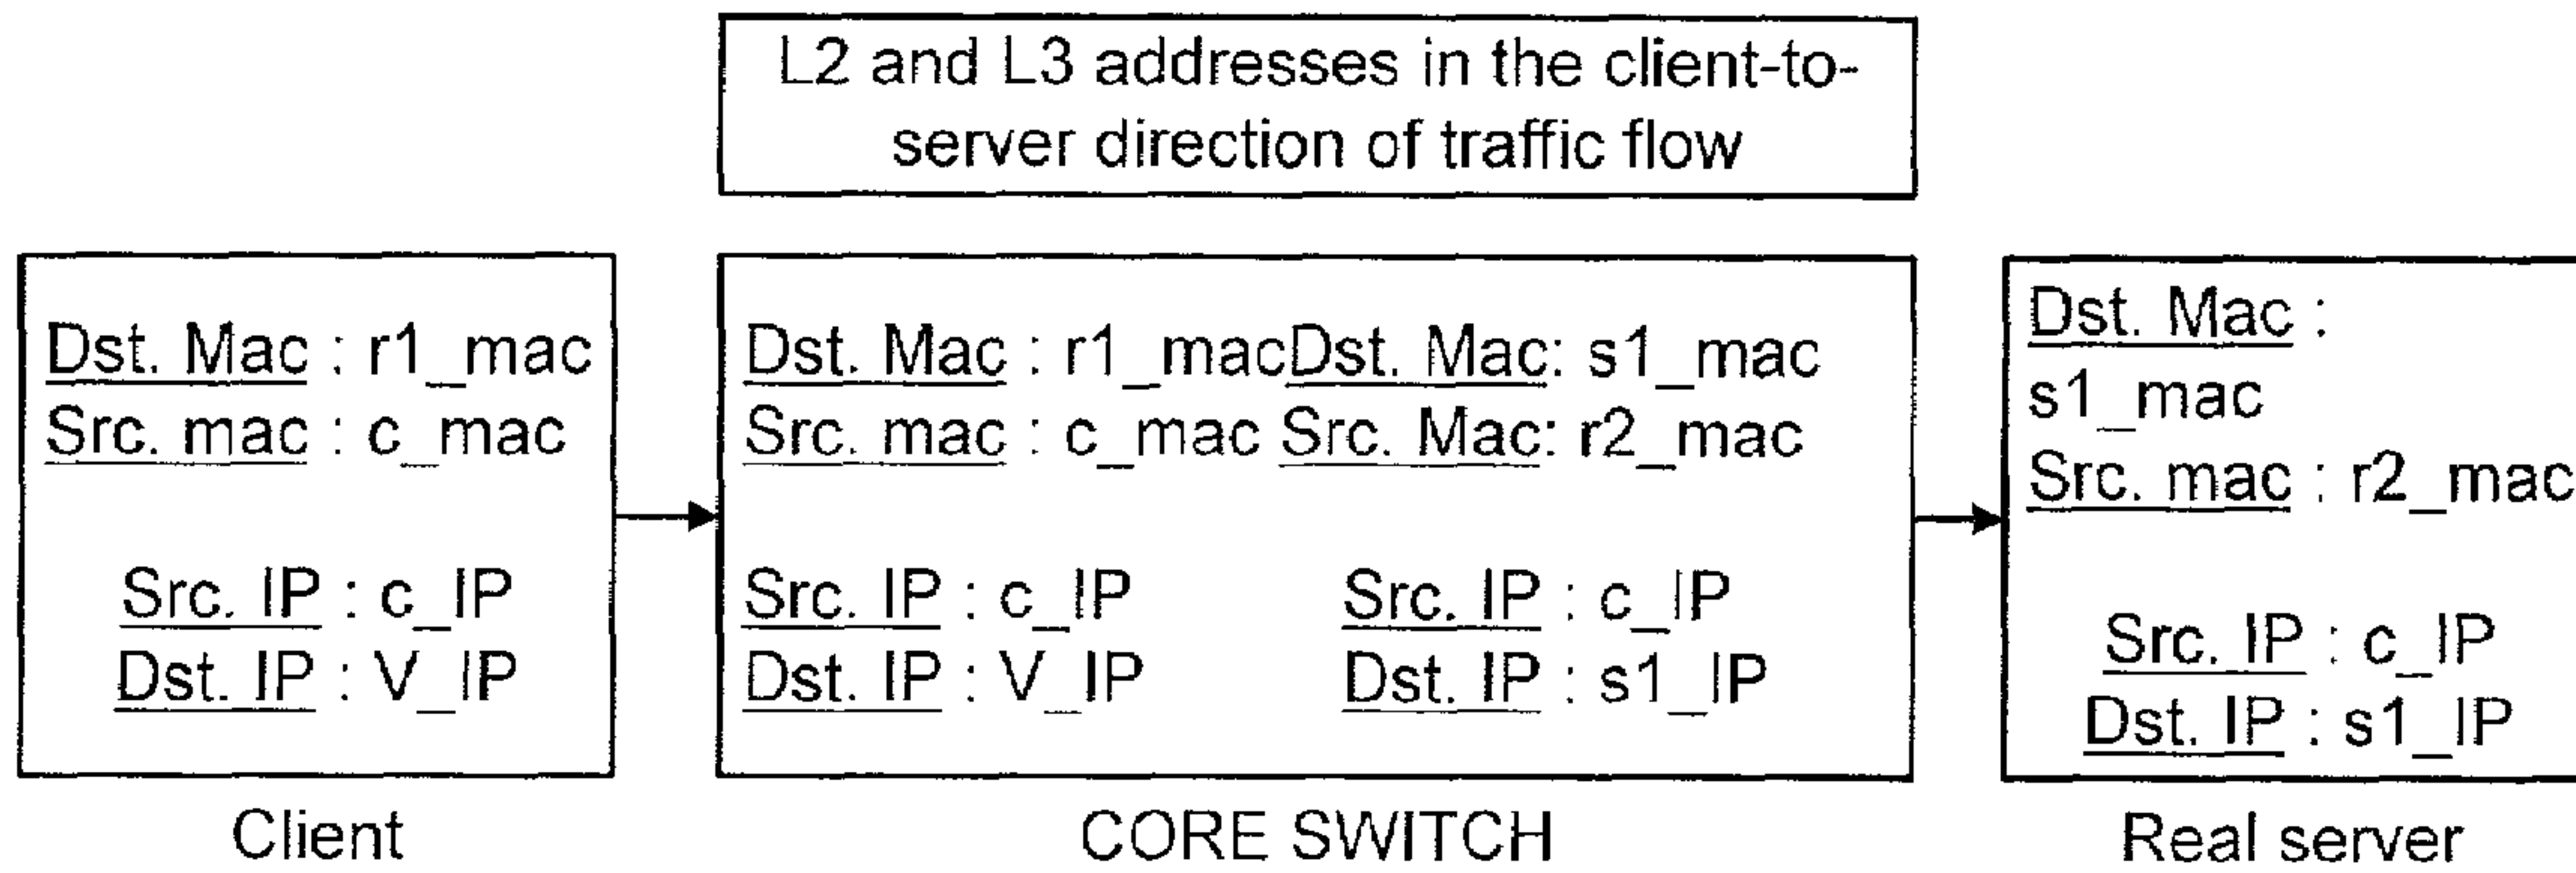 L2 and L3 addresses in the client-to-
server direction of traffic flow
Dst. Mac : r1_mac
Src. mac : c_mac
Src. IP : c_IP
Dst. IP : V_IP
Client
Dst. Mac : r1_macDst. Mac: s1_mac
Src. mac : c_mac Src. Mac: r2_mac
Src. IP : c_IP Src. IP : c_IP
Dst. IP : V_IP Dst. IP : s1_IP
CORE SWITCH
Dst. Mac :
s1_mac
Src. mac : r2_mac
Src. IP : c_IP
Dst. IP : s1_IP
Real server